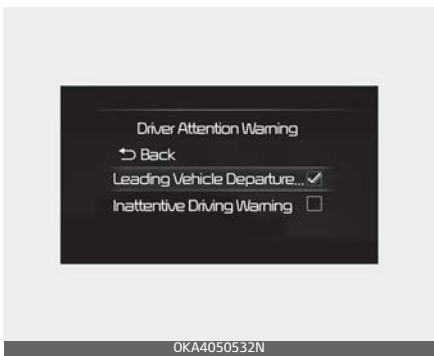 Driver Attention Warning
Back
Leading Vehicle Departure...
Inattentive Driving Warning
OKA4050532N